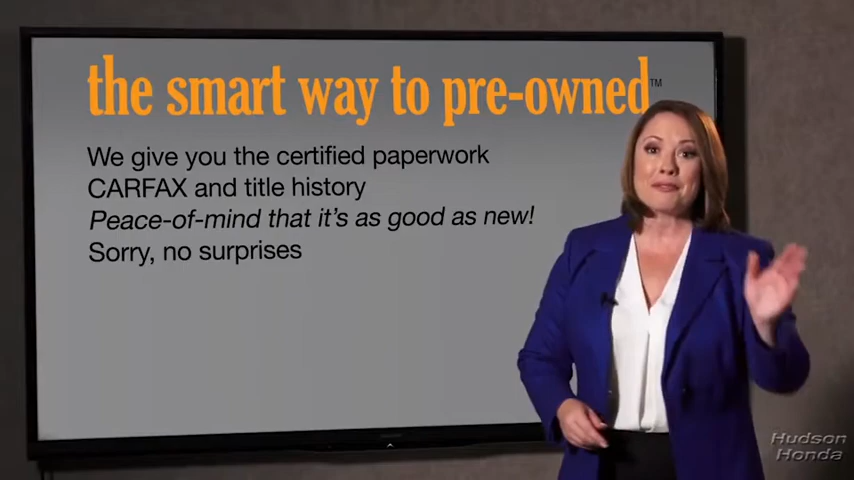 the smart way to pre-owned™
We give you the certified paperwork
CARFAX and title history
Peace-of-mind that it's as good as new!
Sorry, no surprises
Hudson
Honda